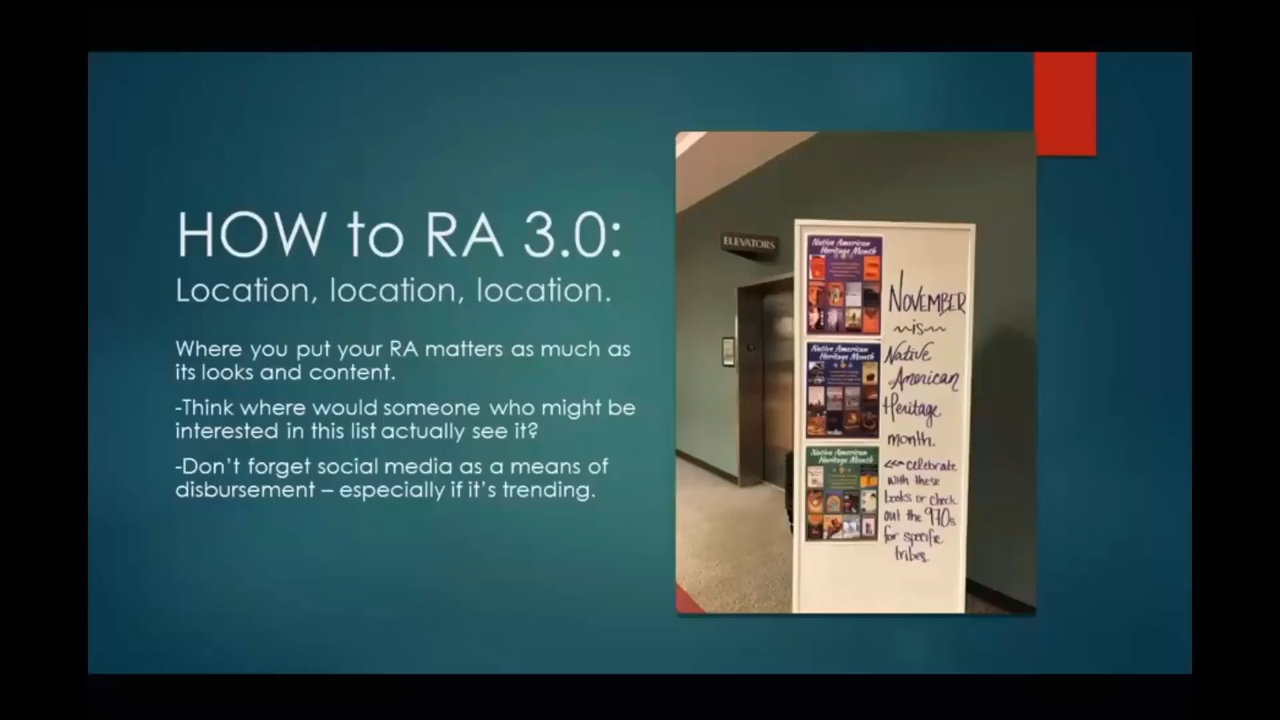 HOW to RA 3.0:
Location, location, location.
Where you put your RA matters as much as
its looks and content.
-Think where would someone who might be
interested in this list actually see it?
-Don't forget social media as a means of
disbursement – especially if it's trending.
ELEVATORS
Native American
Heritage Month
Native American
Heritage Month
Native American
Heritage Month
NOVEMBER
~is~
Native
American
Heritage
month.
<<~celebrate
with these
books or check
out the 970s
for specific
tribes.